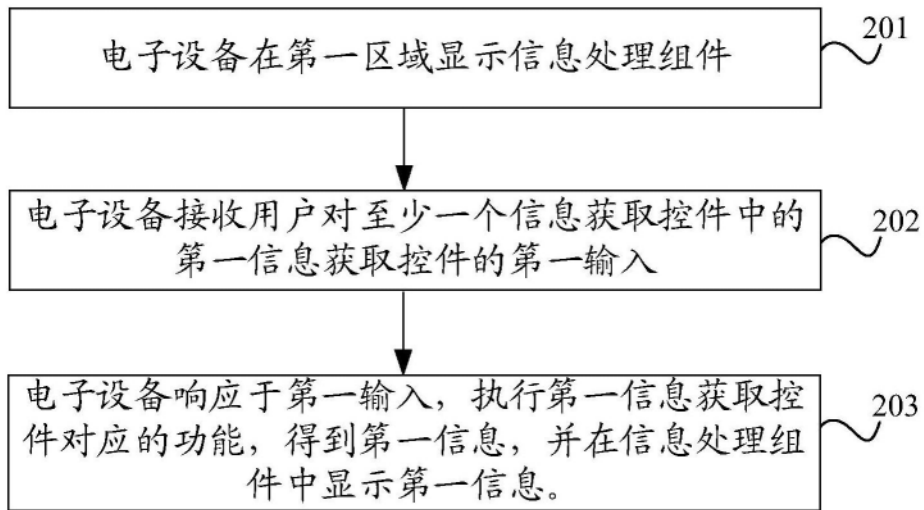 电子设备在第一区域显示信息处理组件
201
电子设备接收用户对至少一个信息获取控件中的
第一信息获取控件的第一输入
202
电子设备响应于第一输入，执行第一信息获取控
件对应的功能，得到第一信息，并在信息处理组
件中显示第一信息。
203